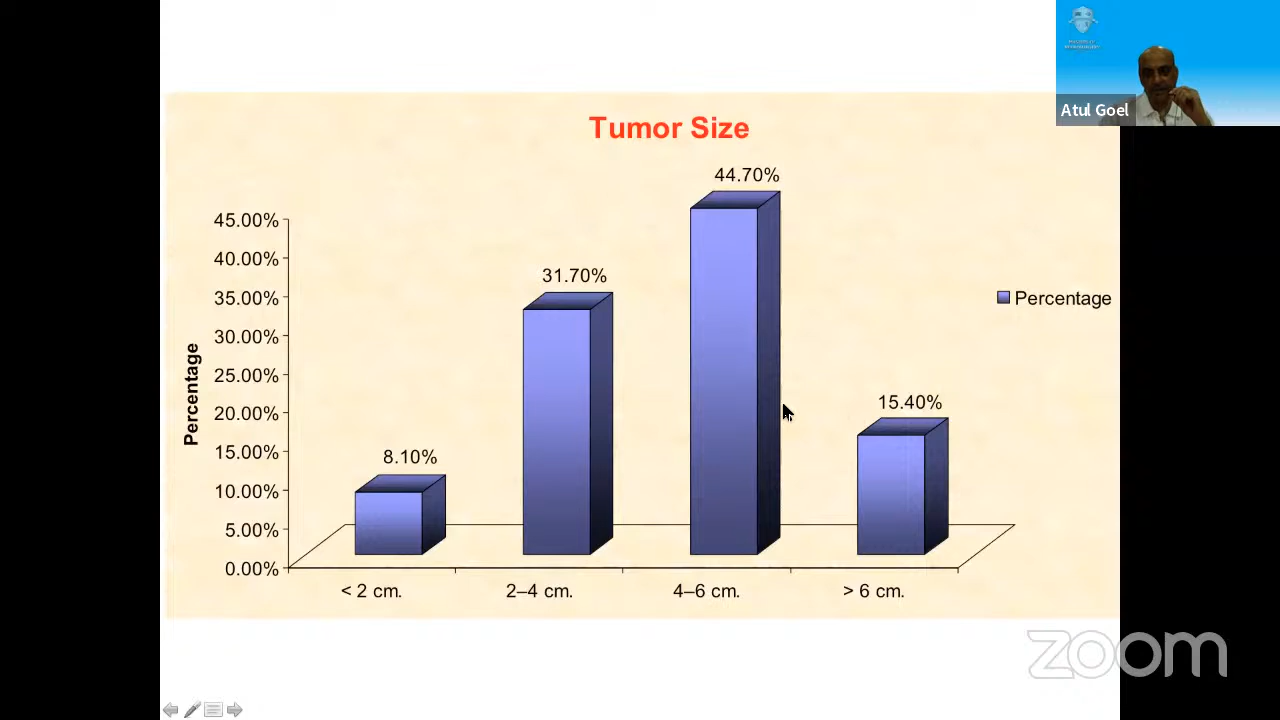 Atul Goel
Tumor Size
44.70%
45.00%
40.00%
31.70%
35.00%
Percentage
30.00%
25.00%
Percentage
20.00%
15.40%
15.00%
8.10%
10.00%
5.00%
0.00%
< 2 cm.
2–4 cm.
4–6 cm.
> 6 cm.
zoom